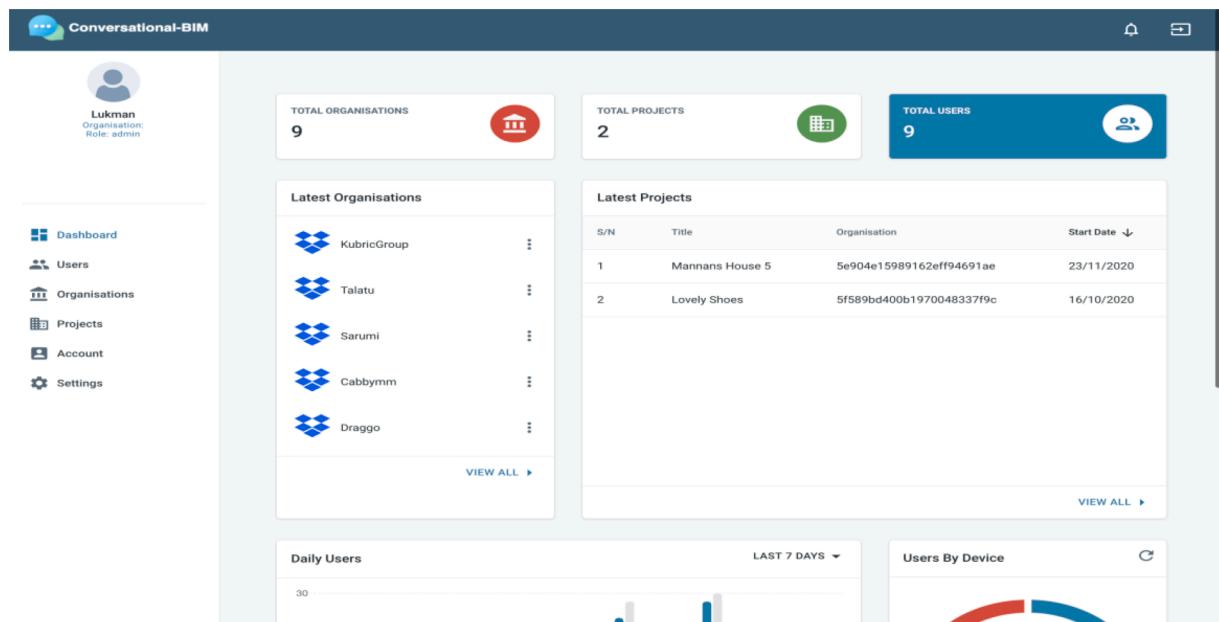 Conversational-BIM
Lukman
Organisation:
Role: admin
Dashboard
Users
Organisations
Projects
Account
Settings
TOTAL ORGANISATIONS
9
TOTAL PROJECTS
2
TOTAL USERS
9
Latest Organisations
KubricGroup
Talatu
Sarumi
Cabbymm
Draggo
VIEW ALL
Latest Projects
S/N Title Organisation Start Date
1 Mannans House 5 5e904e15989162eff94691ae 23/11/2020
2 Lovely Shoes 5f589bd400b1970048337f9c 16/10/2020
VIEW ALL
Daily Users
LAST 7 DAYS
30
Users By Device